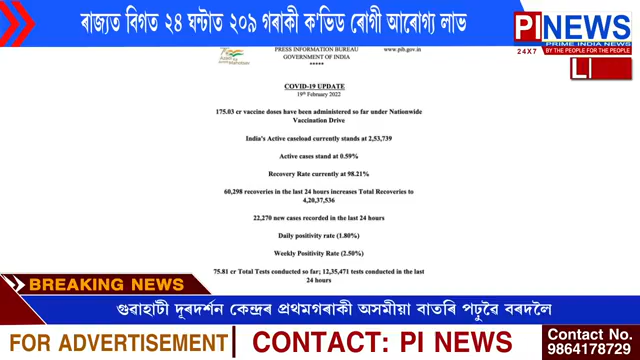 ৰাজ্যত বিগত ২৪ ঘন্টাত ২০৯ গৰাকী ক'ভিড ৰোগী আৰোগ্য লাভ
PI NEWS
PRIME INDIA NEWS
24X7 BY THE PEOPLE FOR THE PEOPLE
LI
PRESS INFORMATION BUREAU
www.pib.gov.in
Azadi Ka Amrit Mahotsav
GOVERNMENT OF INDIA
*****
COVID-19 UPDATE
19th February 2022
175.03 cr vaccine doses have been administered so far under Nationwide
Vaccination Drive
India's Active caseload currently stands at 2,53,739
Active cases stand at 0.59%
Recovery Rate currently at 98.21%
60,298 recoveries in the last 24 hours increases Total Recoveries to
4,20,37,536
22,270 new cases recorded in the last 24 hours
Daily positivity rate (1.80%)
Weekly Positivity Rate (2.50%)
75.81 cr Total Tests conducted so far; 12,35,471 tests conducted in the last
24 hours
BREAKING NEWS
গুৱাহাটী দূৰদৰ্শন কেন্দ্ৰৰ প্ৰথমগৰাকী অসমীয়া বাতৰি পঢ়ুৱৈ বৰদলৈ
FOR ADVERTISEMENT
CONTACT: PI NEWS
Contact No.
9864178729